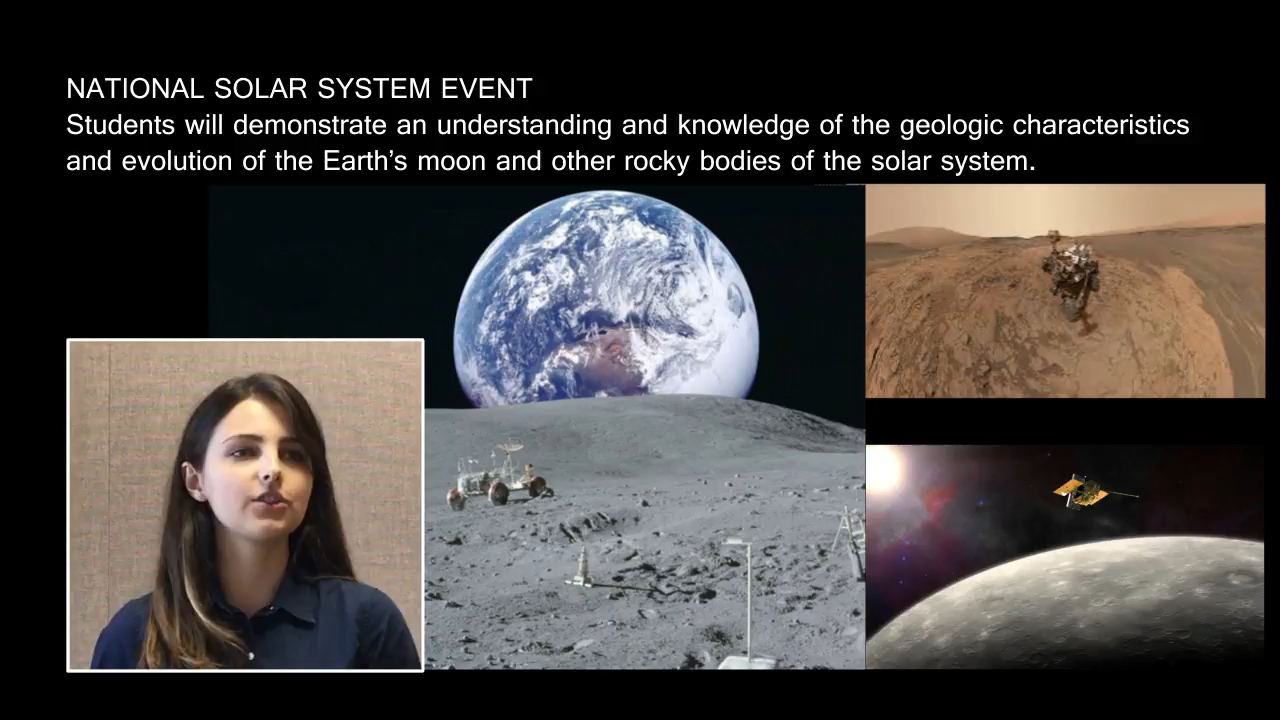 NATIONAL SOLAR SYSTEM EVENT
Students will demonstrate an understanding and knowledge of the geologic characteristics
and evolution of the Earth’s moon and other rocky bodies of the solar system.